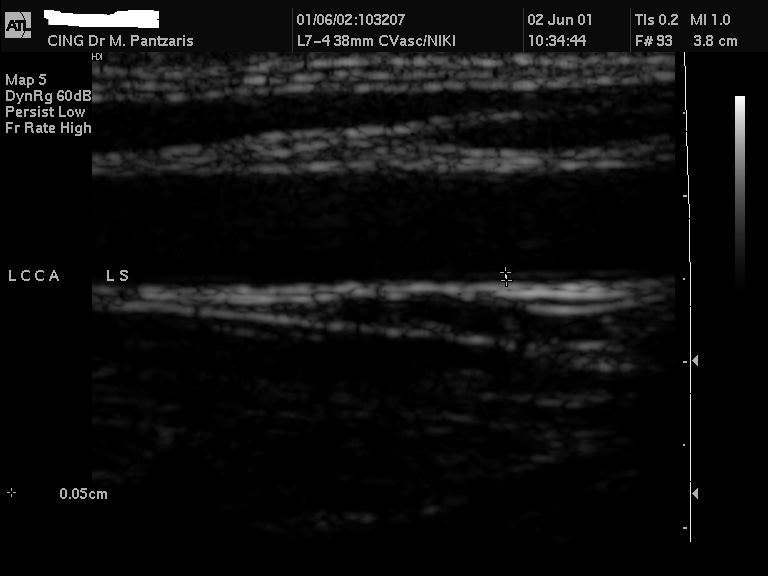 ATL
01/06/02:103207
02 Jun 01
TIs 0.2 MI 1.0
CING Dr M. Pantzaris
L7-4 38mm CVasc/NIKI
10:34:44
F# 93 3.8 cm
HDI
Map 5
DynRg 60dB
Persist Low
Fr Rate High
LCCA LS
0.05cm